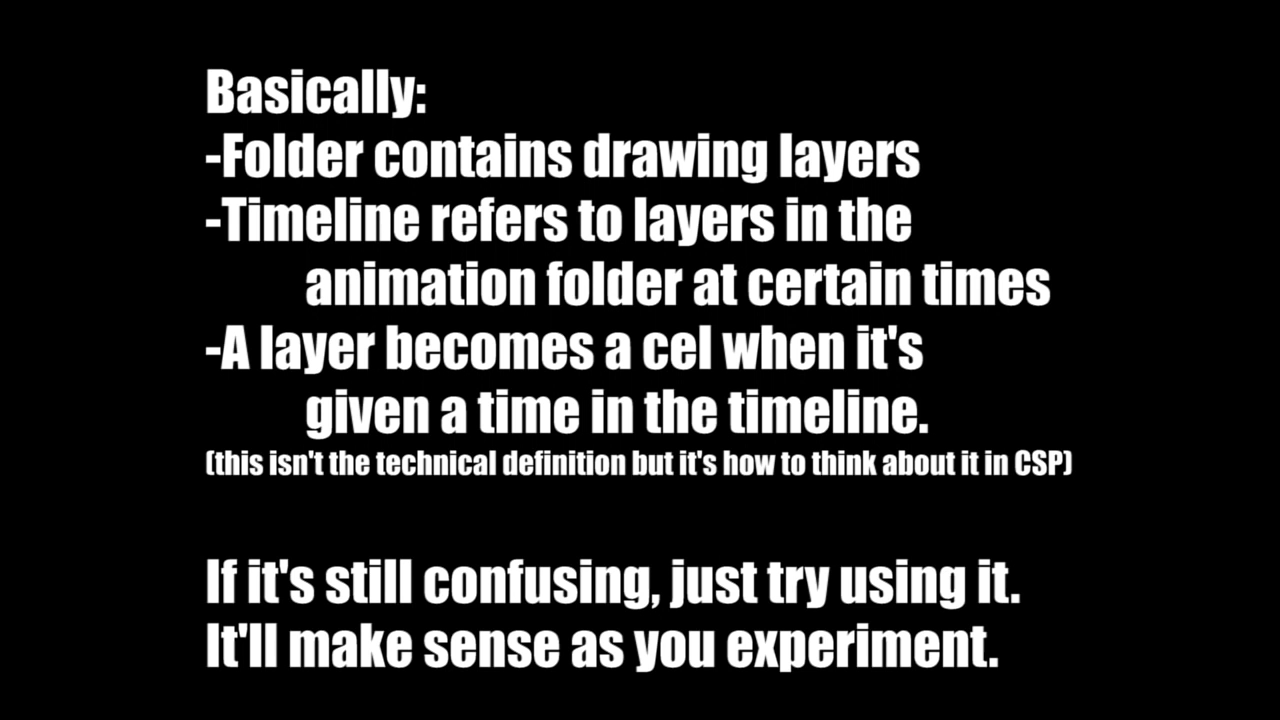 Basically:
-Folder contains drawing layers
-Timeline refers to layers in the
animation folder at certain times
-A layer becomes a cel when it's
given a time in the timeline.
(this isn't the technical definition but it's how to think about it in CSP)
If it's still confusing, just try using it.
It'll make sense as you experiment.